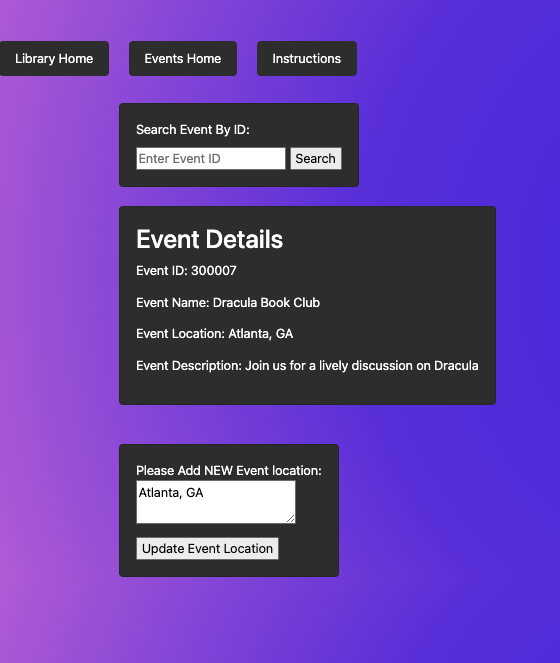 Library Home Events Home Instructions
Search Event By ID:
Enter Event ID Search
Event Details
Event ID: 300007
Event Name: Dracula Book Club
Event Location: Atlanta, GA
Event Description: Join us for a lively discussion on Dracula
Please Add NEW Event location:
Atlanta, GA
Update Event Location